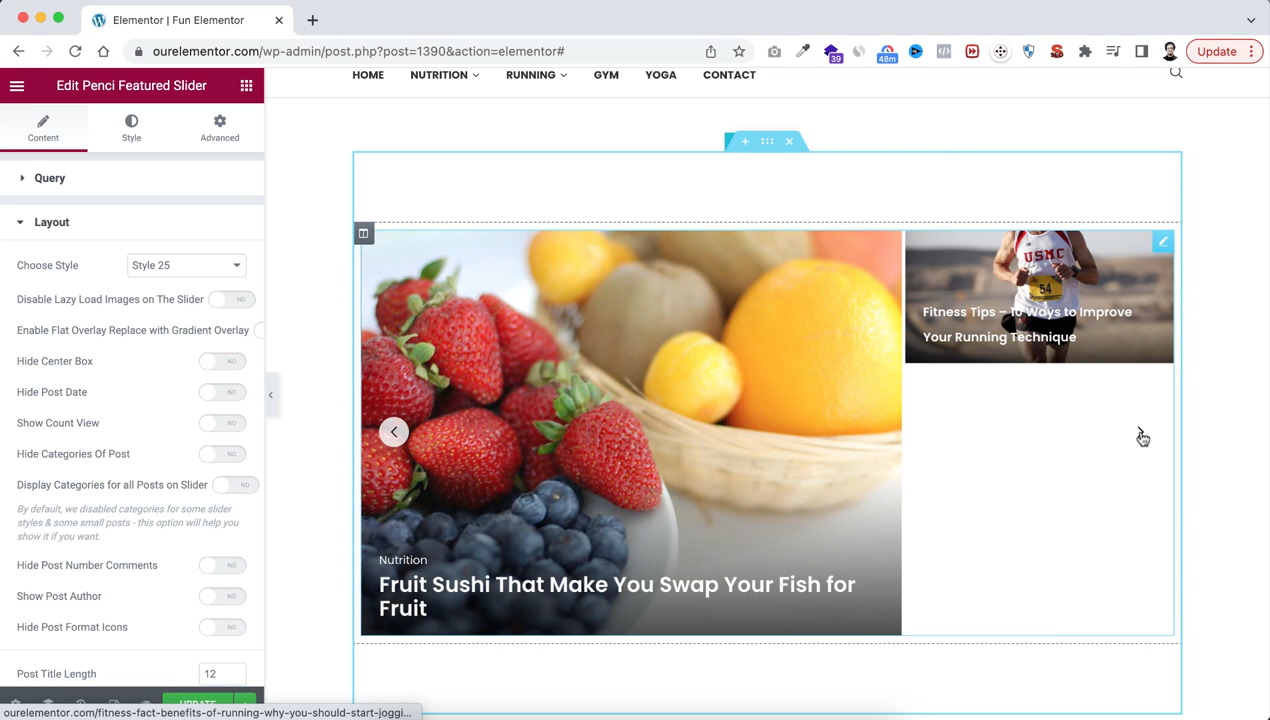 Elementor | Fun Elementor
ourelementor.com/wp-admin/post.php?post=1390&action=elementor#
39
48m
Update
Edit Penci Featured Slider
HOME
NUTRITION
RUNNING
GYM
YOGA
CONTACT
Content
Style
Advanced
Query
Layout
Choose Style
Style 25
Disable Lazy Load Images on The Slider
NO
Enable Flat Overlay Replace with Gradient Overlay
Hide Center Box
NO
Hide Post Date
NO
Show Count View
NO
Hide Categories Of Post
NO
Display Categories for all Posts on Slider
NO
By default, we disabled categories for some slider
styles & some small posts - this option will help you
show it if you want.
Hide Post Number Comments
NO
Show Post Author
NO
Hide Post Format Icons
NO
Post Title Length
12
UPDATE
USMC
54
Fitness Tips – 10 Ways to Improve
Your Running Technique
Nutrition
Fruit Sushi That Make You Swap Your Fish for
Fruit
ourelementor.com/fitness-fact-benefits-of-running-why-you-should-start-joggi...